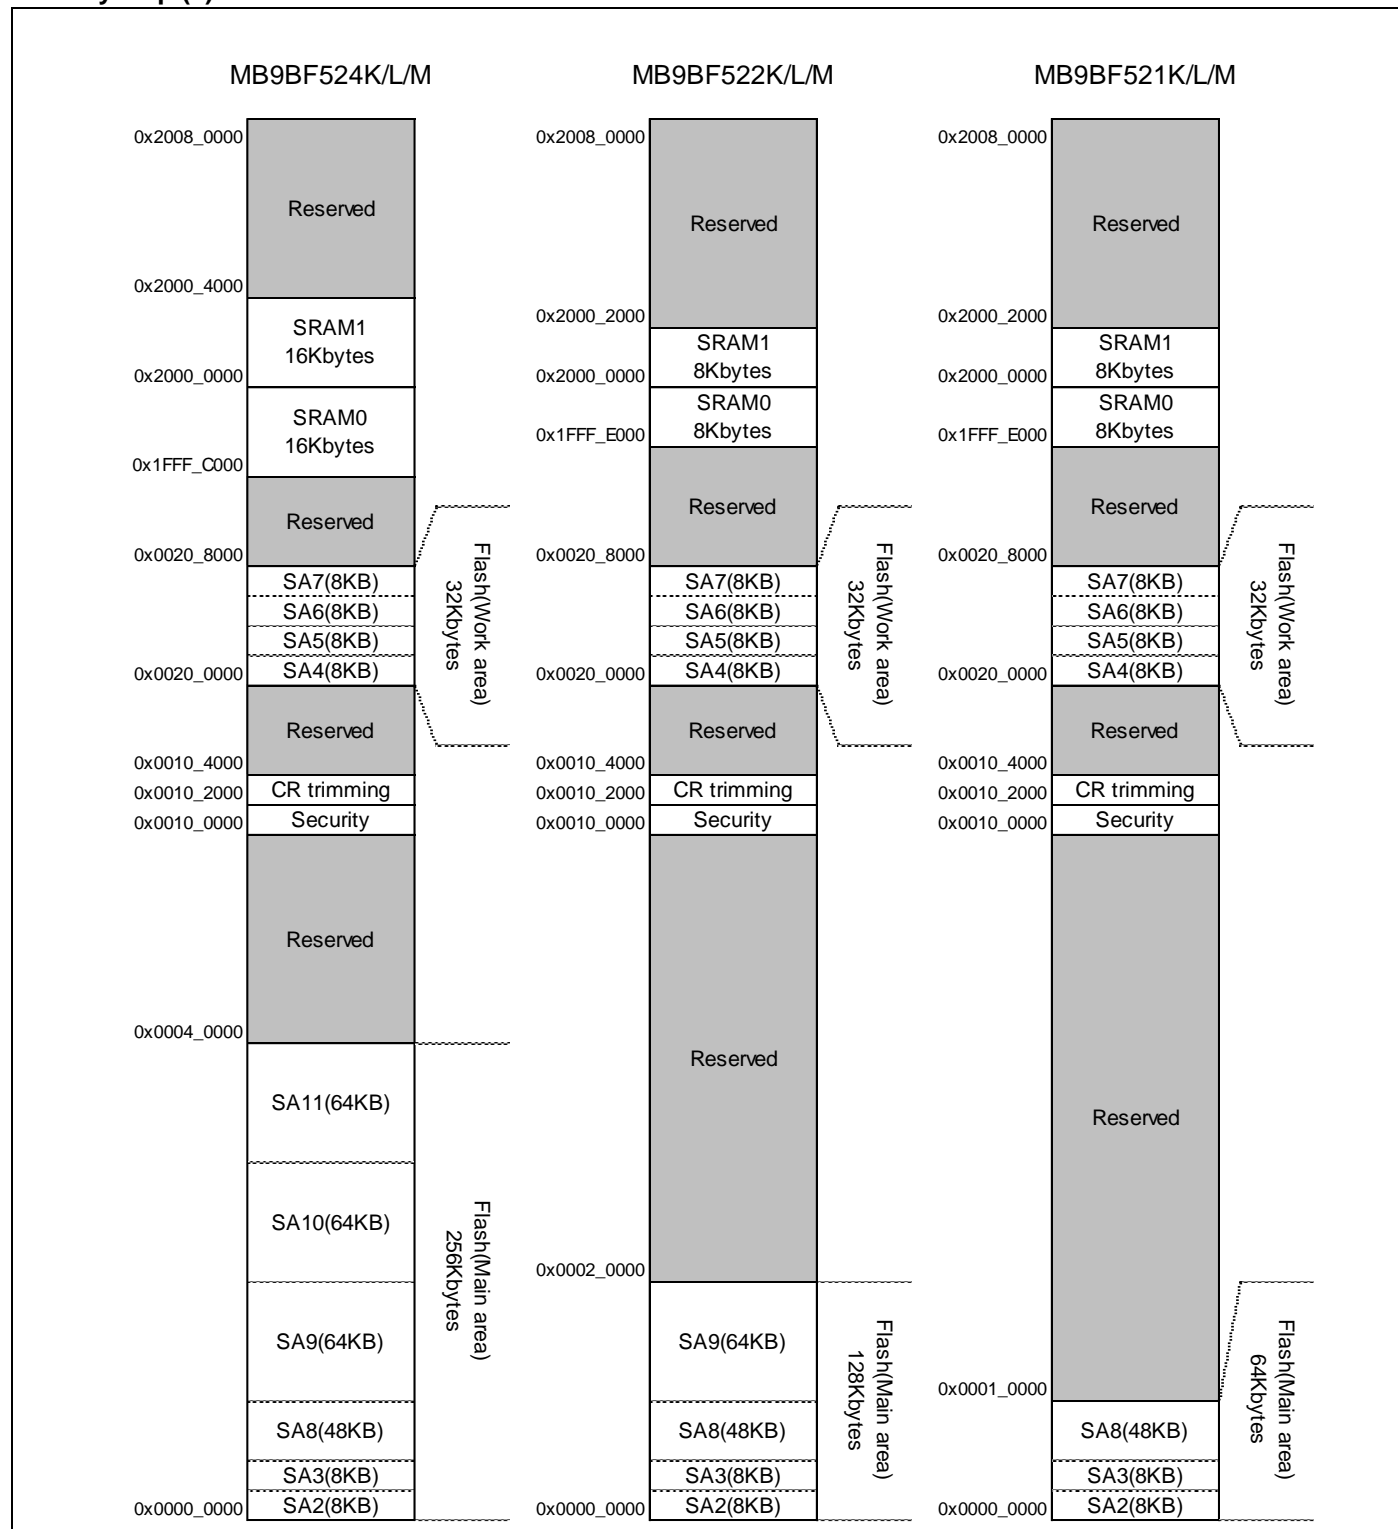 MB9BF524K/L/M
0x2008_0000
Reserved
0x2000_4000
SRAM1
16Kbytes
0x2000_0000
SRAM0
16Kbytes
0x1FFF_C000
Reserved
0x0020_8000
SA7(8KB)
SA6(8KB)
SA5(8KB)
SA4(8KB)
0x0020_0000
Flash(Work area)
32Kbytes
Reserved
0x0010_4000
CR trimming
0x0010_2000
Security
0x0010_0000
Reserved
0x0004_0000
SA11(64KB)
SA10(64KB)
SA9(64KB)
SA8(48KB)
SA3(8KB)
SA2(8KB)
0x0000_0000
Flash(Main area)
256Kbytes
MB9BF522K/L/M
0x2008_0000
Reserved
0x2000_2000
SRAM1
8Kbytes
0x2000_0000
SRAM0
8Kbytes
0x1FFF_E000
Reserved
0x0020_8000
SA7(8KB)
SA6(8KB)
SA5(8KB)
SA4(8KB)
0x0020_0000
Flash(Work area)
32Kbytes
Reserved
0x0010_4000
CR trimming
0x0010_2000
Security
0x0010_0000
Reserved
0x0002_0000
SA9(64KB)
SA8(48KB)
SA3(8KB)
SA2(8KB)
0x0000_0000
Flash(Main area)
128Kbytes
MB9BF521K/L/M
0x2008_0000
Reserved
0x2000_2000
SRAM1
8Kbytes
0x2000_0000
SRAM0
8Kbytes
0x1FFF_E000
Reserved
0x0020_8000
SA7(8KB)
SA6(8KB)
SA5(8KB)
SA4(8KB)
0x0020_0000
Flash(Work area)
32Kbytes
Reserved
0x0010_4000
CR trimming
0x0010_2000
Security
0x0010_0000
Reserved
0x0001_0000
SA8(48KB)
SA3(8KB)
SA2(8KB)
0x0000_0000
Flash(Main area)
64Kbytes